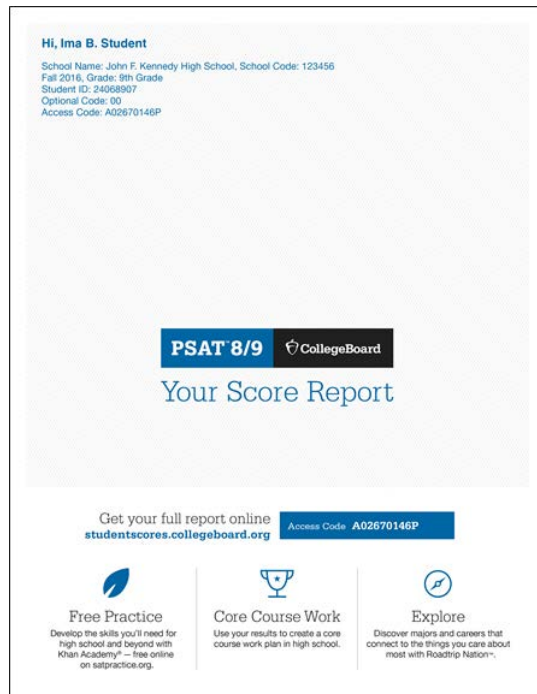 Hi, Ima B. Student
School Name: John F. Kennedy High School, School Code: 123456
Fall 2016, Grade: 9th Grade
Student ID: 24068907
Optional Code: 00
Access Code: A02670146P
PSAT™ 8/9 CollegeBoard
Your Score Report
Get your full report online
studentscores.collegeboard.org
Access Code A02670146P
Free Practice
Develop the skills you'll need for
high school and beyond with
Khan Academy® — free online
on satpractice.org.
Core Course Work
Use your results to create a core
course work plan in high school.
Explore
Discover majors and careers that
connect to the things you care about
most with Roadtrip Nation℠.